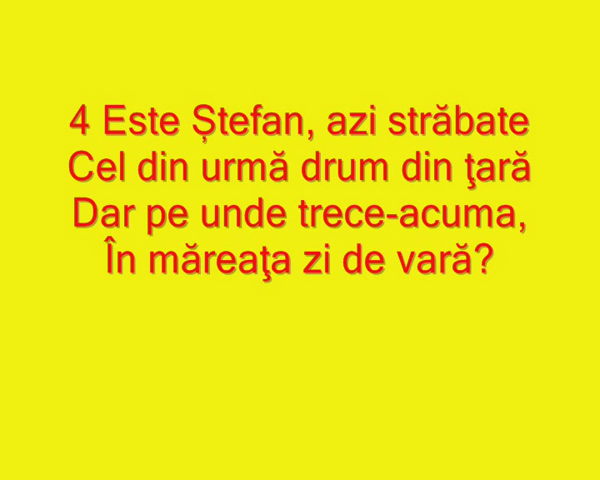 4 Este Ștefan, azi străbate
Cel din urmă drum din ţară
Dar pe unde trece-acuma,
În măreaţa zi de vară?